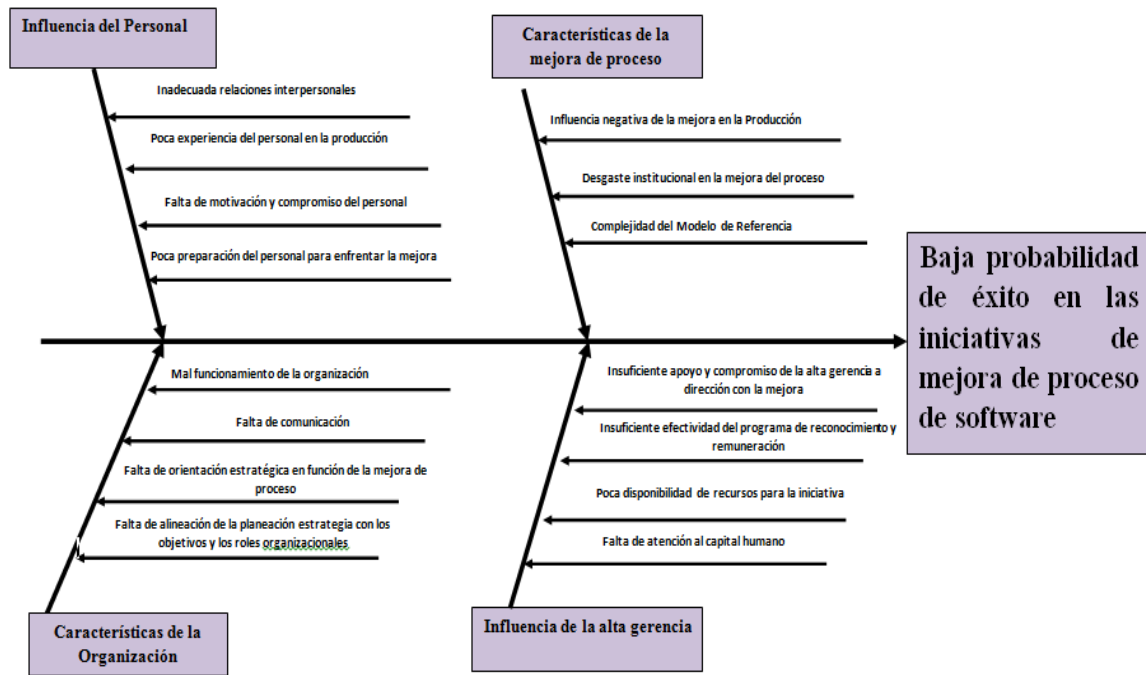 Influencia del Personal
Inadecuada relaciones interpersonales
Poca experiencia del personal en la producción
Falta de motivación y compromiso del personal
Poca preparación del personal para enfrentar la mejora
Características de la
mejora de proceso
Influencia negativa de la mejora en la Producción
Desgaste institucional en la mejora del proceso
Complejidad del Modelo de Referencia
Baja probabilidad
de éxito en las
iniciativas de
mejora de proceso
de software
Mal funcionamiento de la organización
Falta de comunicación
Falta de orientación estratégica en función de la mejora de
proceso
Falta de alineación de la planeación estrategia con los
objetivos y los roles organizacionales
Características de la
Organización
Insuficiente apoyo y compromiso de la alta gerencia a
dirección con la mejora
Insuficiente efectividad del programa de reconocimiento y
remuneración
Poca disponibilidad de recursos para la iniciativa
Falta de atención al capital humano
Influencia de la alta gerencia